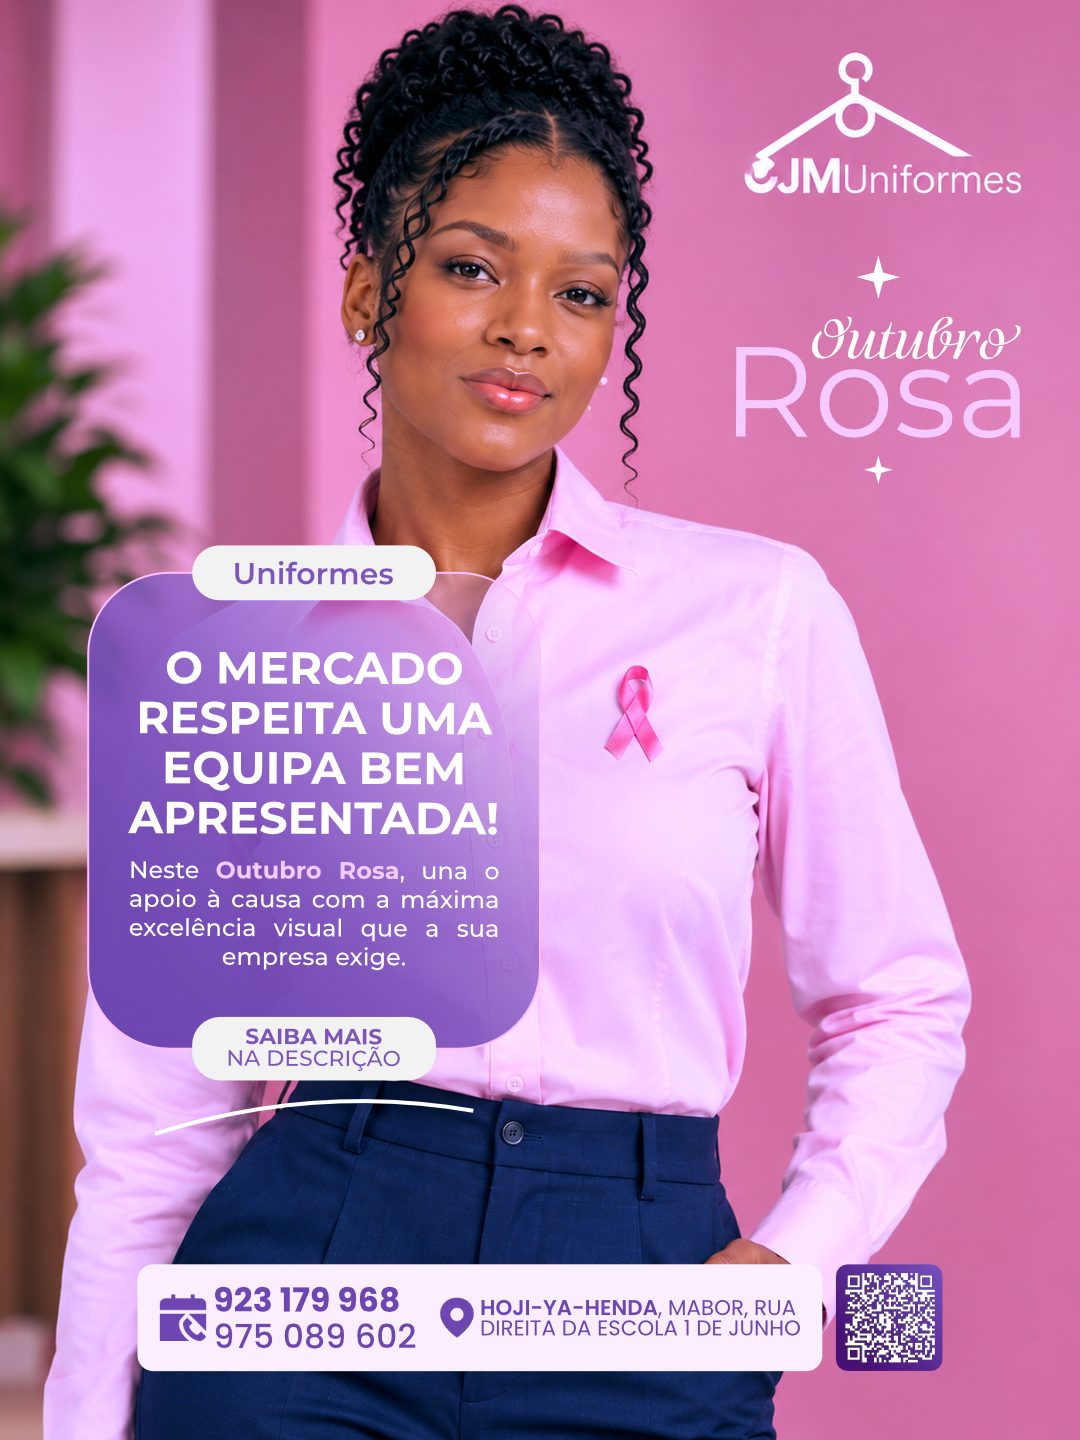 JMUniformes
Outubro
Rosa
Uniformes
O MERCADO
RESPEITA UMA
EQUIPA BEM
APRESENTADA!
Neste Outubro Rosa, una o
apoio à causa com a máxima
excelência visual que a sua
empresa exige.
SAIBA MAIS
NA DESCRIÇÃO
923 179 968
975 089 602
HOJI-YA-HENDA, MABOR, RUA
DIREITA DA ESCOLA 1 DE JUNHO